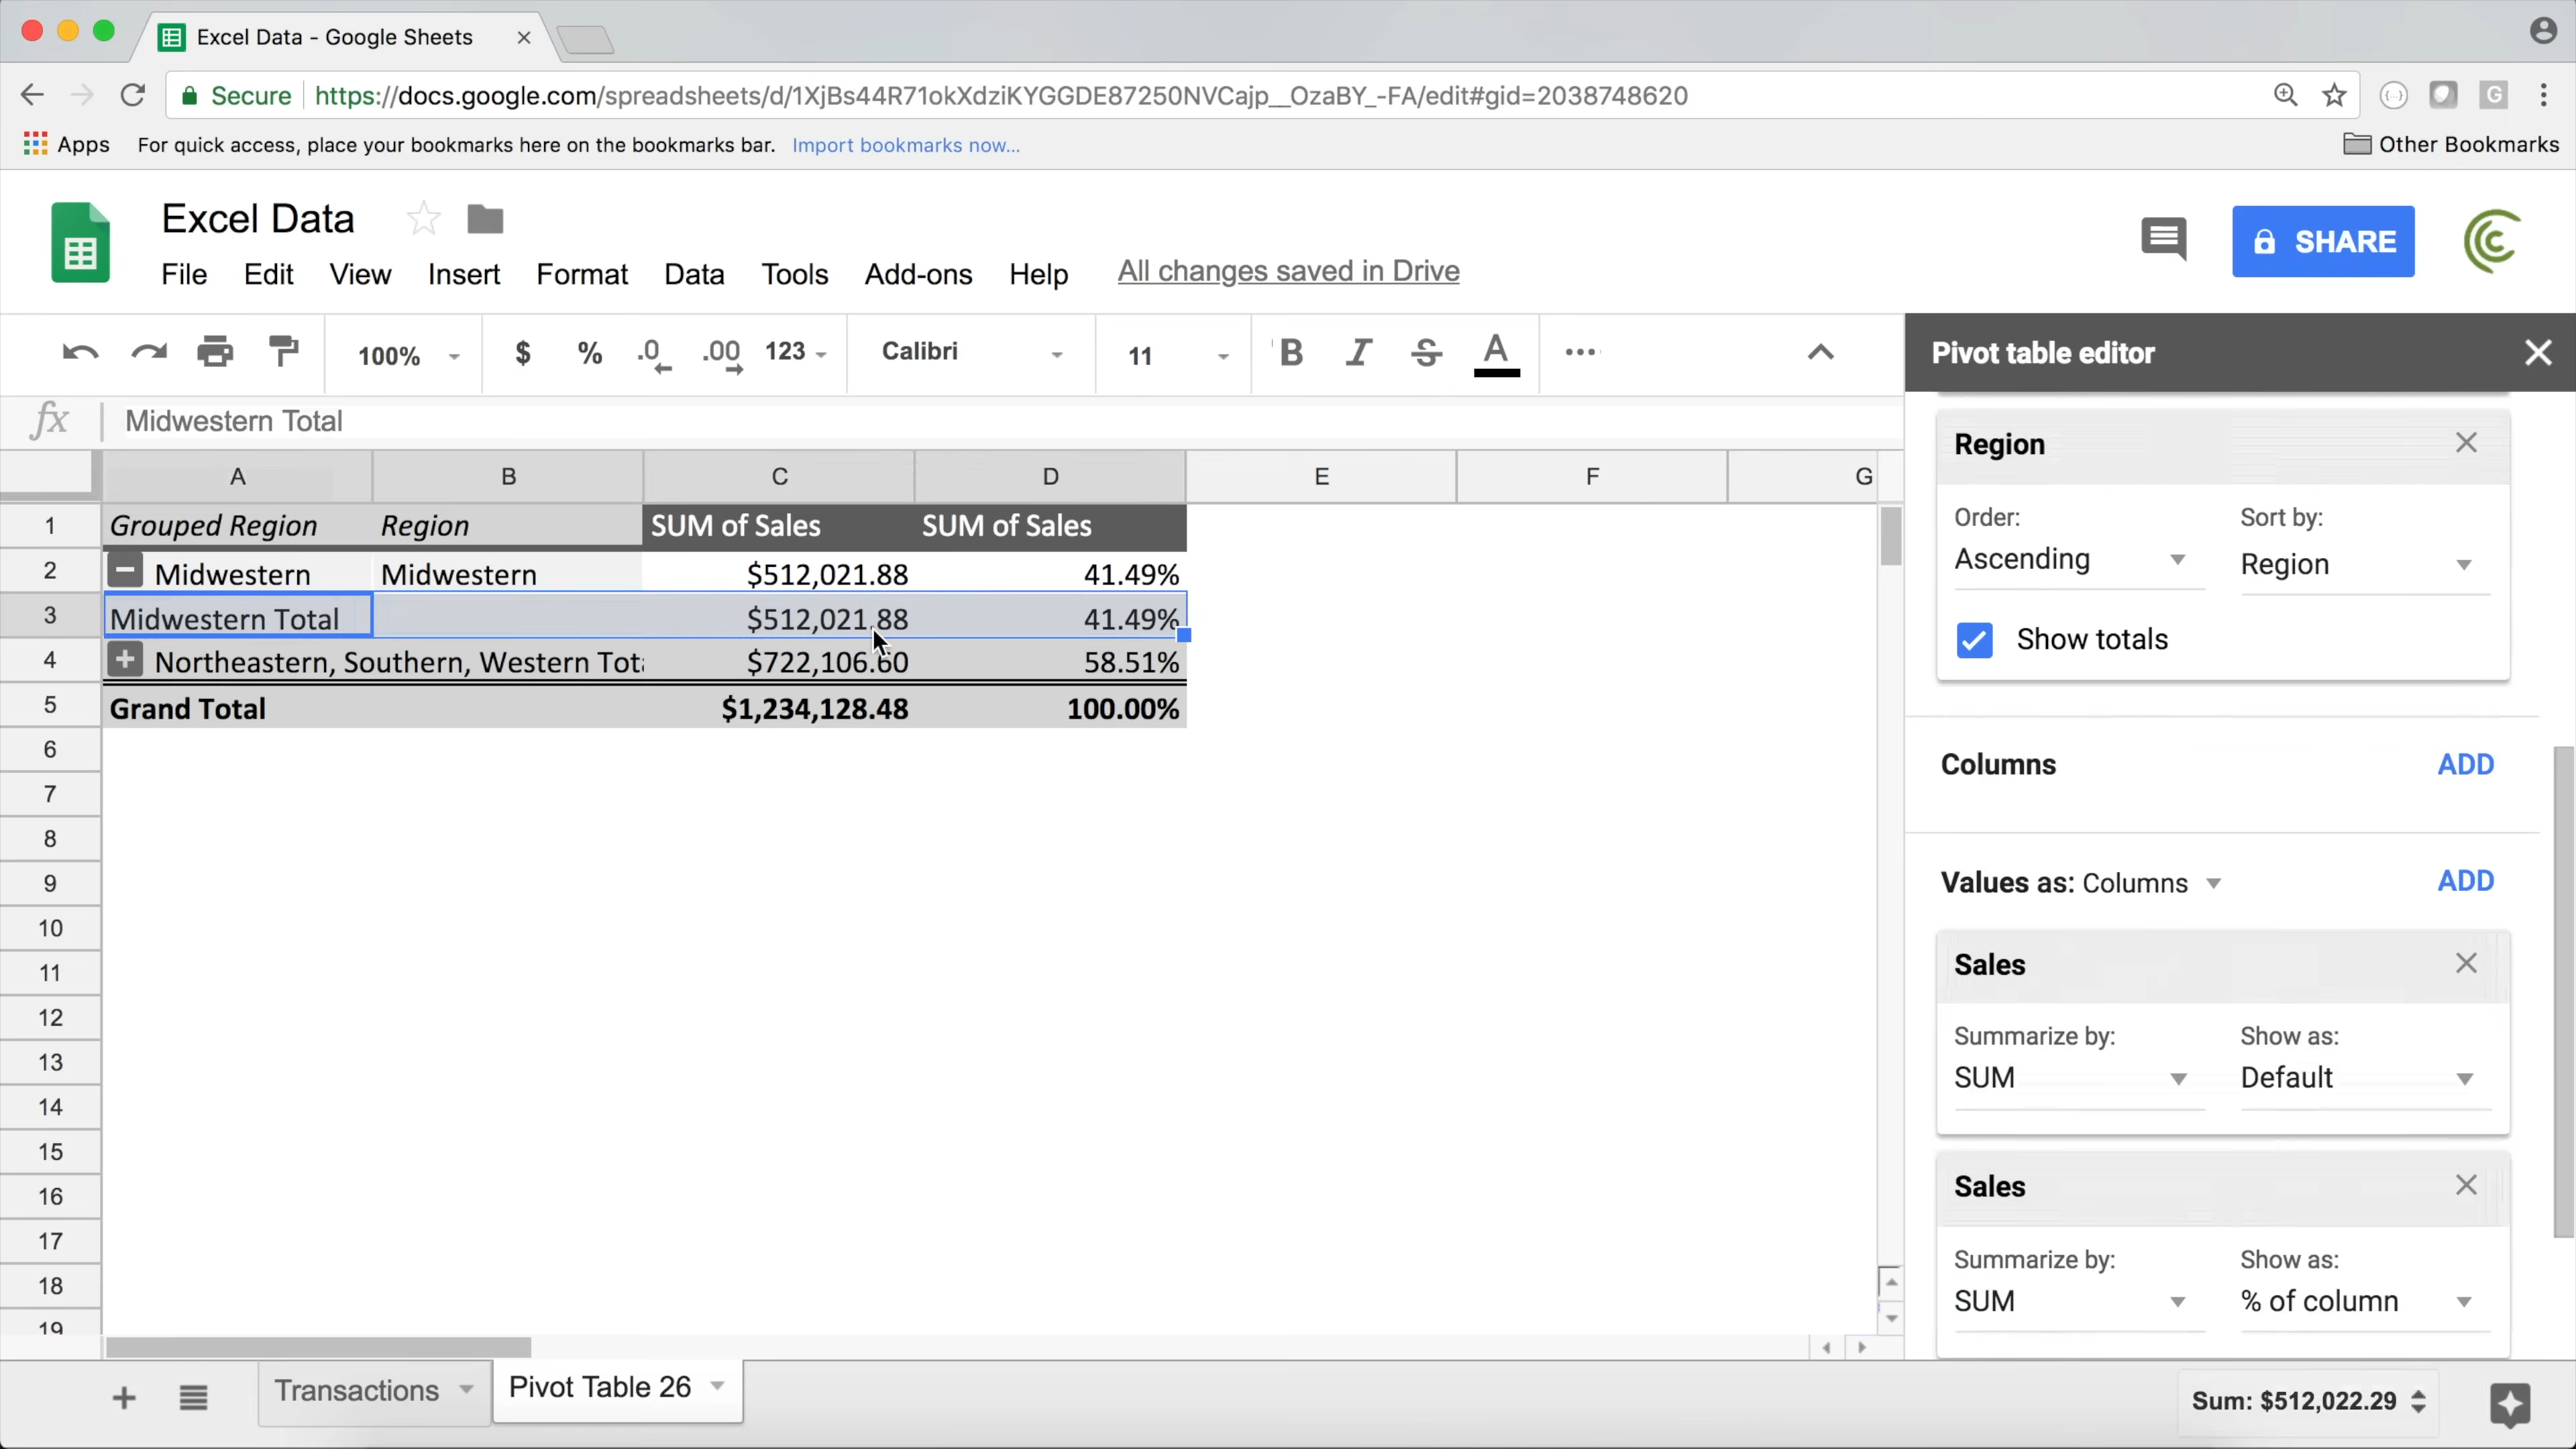 Excel Data - Google Sheets
Secure https://docs.google.com/spreadsheets/d/1XjBs44R71okXdziKYGGDE87250NVCajp__OzaBY_-FA/edit#gid=2038748620
G
Apps For quick access, place your bookmarks here on the bookmarks bar. Import bookmarks now... Other Bookmarks
Excel Data
SHARE
File Edit View Insert Format Data Tools Add-ons Help All changes saved in Drive
100% $ % .0 .00 123 Calibri 11 B I S A
Pivot table editor
fx Midwestern Total
A B C D E F G
1 Grouped Region Region SUM of Sales SUM of Sales
2 Midwestern Midwestern $512,021.88 41.49%
3 Midwestern Total $512,021.88 41.49%
4 Northeastern, Southern, Western $722,106.60 58.51%
5 Grand Total $1,234,128.48 100.00%
6
7
8
9
10
11
12
13
14
15
16
17
18
19
Region
Order: Sort by:
Ascending Region
Show totals
Columns ADD
Values as: Columns ADD
Sales
Summarize by: Show as:
SUM Default
Sales
Summarize by: Show as:
SUM % of column
Transactions Pivot Table 26
Sum: $512,022.29